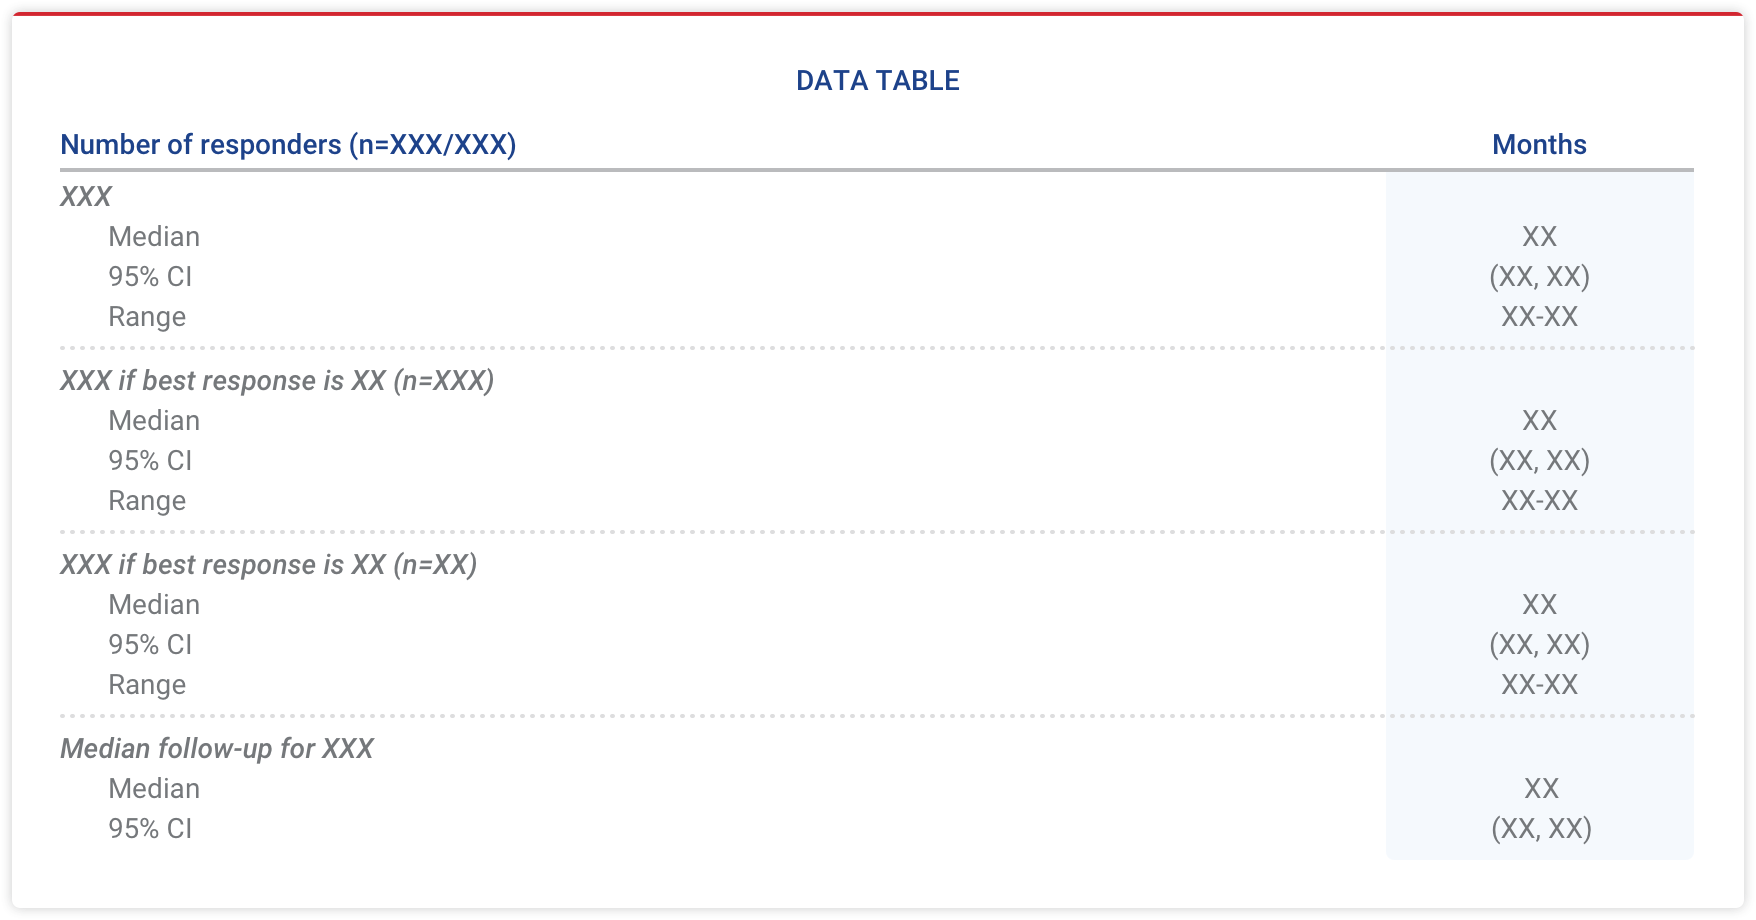 DATA TABLE
Number of responders (n=XXX/XXX) Months
XXX
Median XX
95% CI (XX, XX)
Range XX-XX
XXX if best response is XX (n=XXX)
Median XX
95% CI (XX, XX)
Range XX-XX
XXX if best response is XX (n=XX)
Median XX
95% CI (XX, XX)
Range XX-XX
Median follow-up for XXX
Median XX
95% CI (XX, XX)